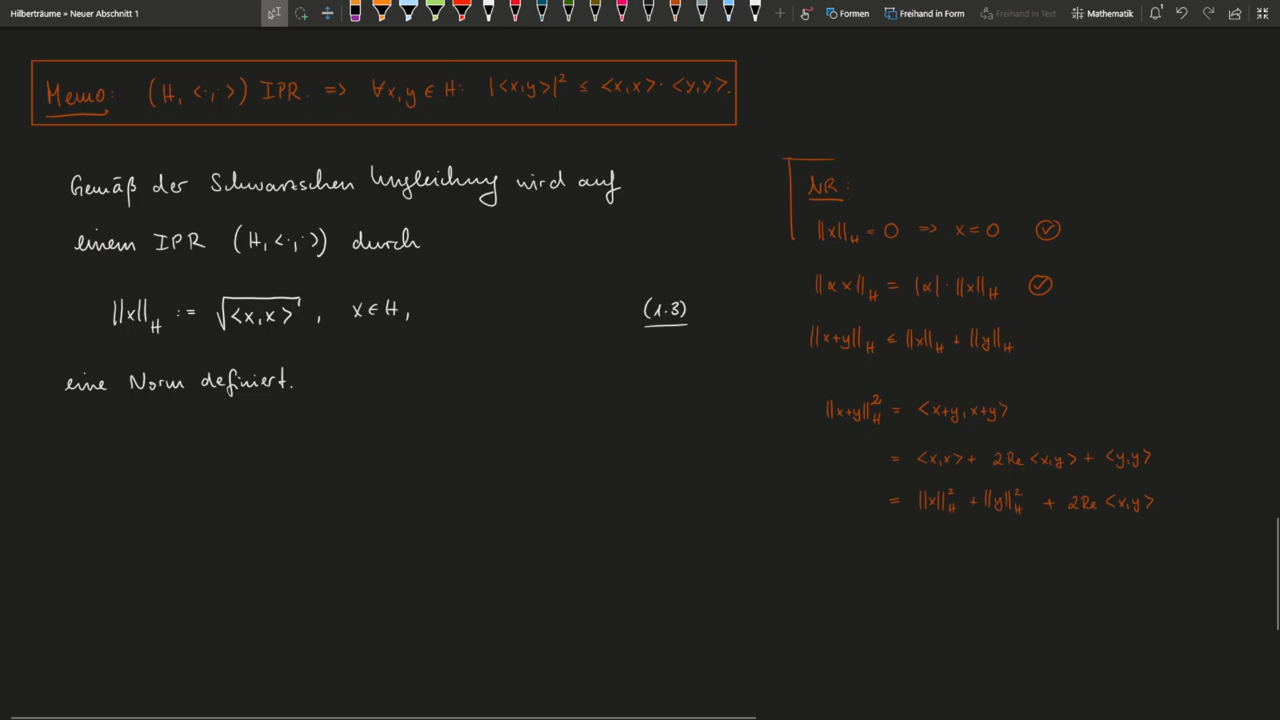 Hilberträume » Neuer Abschnitt 1
Formen
Freihand in Form
Freihand in Text
Mathematik
Memo: (H, <·,·>) IPR. => ∀x,y ∈ H: |<x,y>|² ≤ <x,x>·<y,y>.
Gemäß der Schwarzschen Ungleichung wird auf
einem IPR (H, <·,·>) durch
||x||_H := √<x,x>, x ∈ H, (1.3)
eine Norm definiert.
NR:
||x||_H = 0 => x = 0 ✓
||αx||_H = |α|·||x||_H ✓
||x+y||_H ≤ ||x||_H + ||y||_H
||x+y||²_H = <x+y, x+y>
= <x,x> + 2Re<x,y> + <y,y>
= ||x||²_H + ||y||²_H + 2Re<x,y>